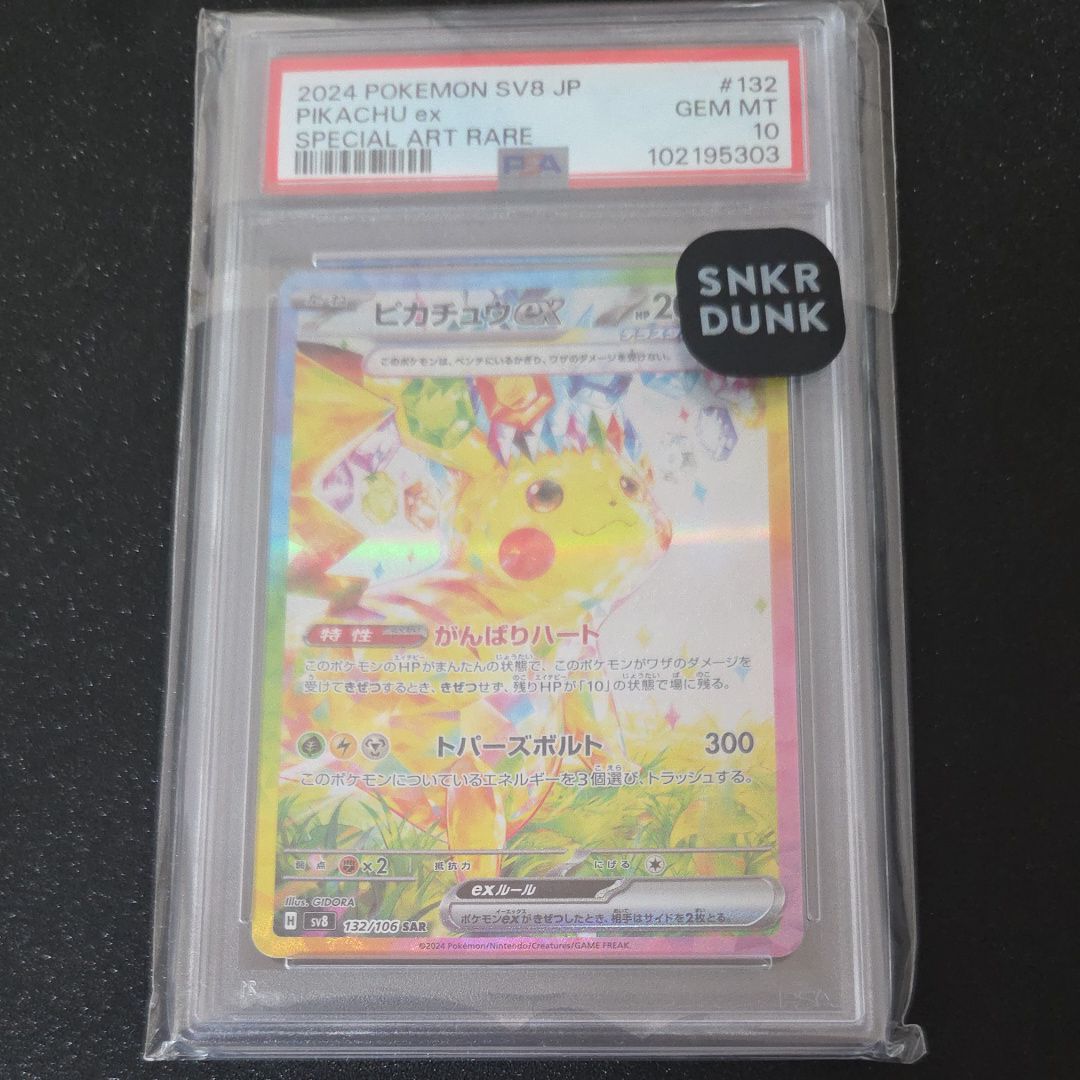 2024 POKEMON SV8 JP
#132
PIKACHU ex
GEM MT
SPECIAL ART RARE
10
PSA
102195303
SNKR
DUNK
たね
ピカチュウex
HP 2
テラスタ
このポケモンは、ベンチにいるかぎり、ワザのダメージを受けない。
特性 がんばりハート
このポケモンのHPがまんたんの状態で、このポケモンがワザのダメージを
受けてきぜつするとき、きぜつせず、残りHPが「10」の状態で場に残る。
トパーズボルト 300
このポケモンについているエネルギーを3個選び、トラッシュする。
弱点 ×2 抵抗力 にげる
exルール
ポケモンexがきぜつしたとき、相手はサイドを2枚とる。
Illus. GIDORA
H sv8 132/106 SAR
©2024 Pokémon/Nintendo/Creatures/GAME FREAK.